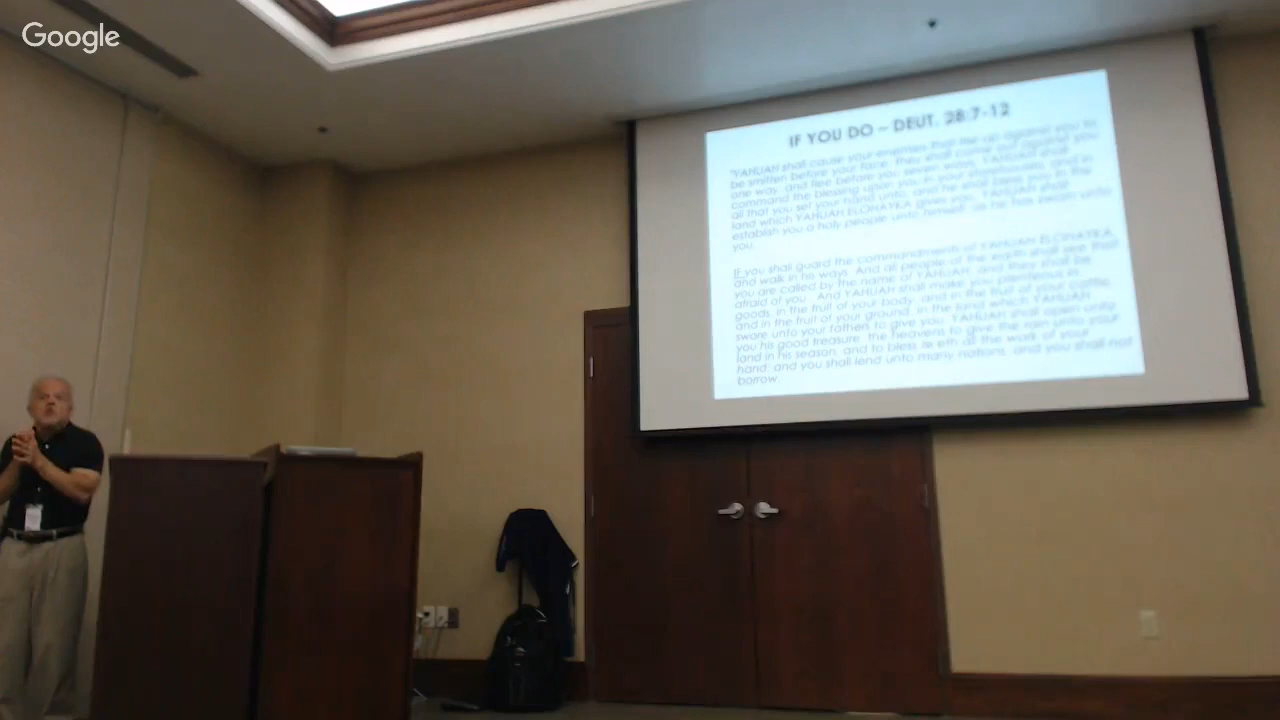 Google
IF YOU DO – DEUT. 28:7-12
"YAHUAH shall cause your enemies that rise up against you to
be smitten before your face: they shall come out against you
one way, and flee before you seven ways. YAHUAH shall
command the blessing upon you in your storehouses, and in
all that you set your hand unto; and he shall bless you in the
land which YAHUAH ELOHAYKA gives you. YAHUAH shall
establish you a holy people unto himself, as he has sworn unto
you.
IF you shall guard the commandments of YAHUAH ELOHAYKA,
and walk in his ways. And all people of the earth shall see that
you are called by the name of YAHUAH; and they shall be
afraid of you. And YAHUAH shall make you plenteous in
goods, in the fruit of your body, and in the fruit of your cattle,
and in the fruit of your ground, in the land which YAHUAH
swore unto your fathers to give you. YAHUAH shall open unto
you his good treasure, the heavens to give the rain unto your
land in his season, and to bless eth all the work of your
hand: and you shall lend unto many nations, and you shall not
borrow.